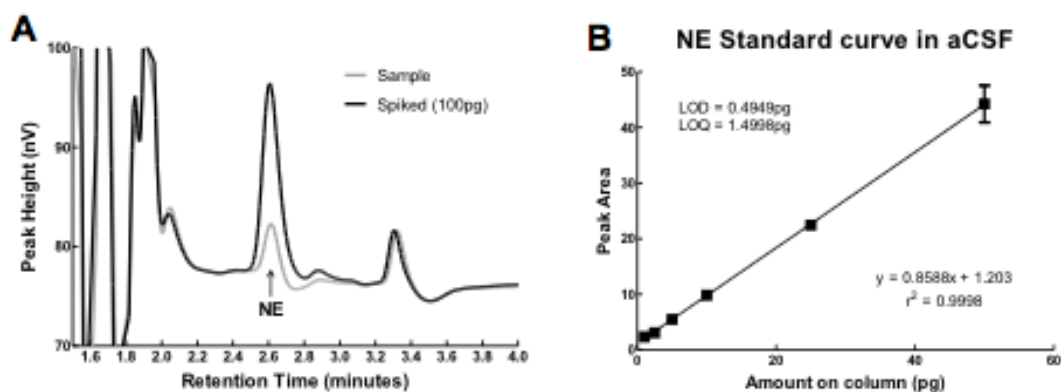 A
100
90
80
70
Peak Height (nV)
Sample
Spiked (100pg)
NE
1.6 1.8 2.0 2.2 2.4 2.6 2.8 3.0 3.2 3.4 3.6 3.8 4.0
Retention Time (minutes)
B
NE Standard curve in aCSF
50
40
30
20
10
0
Peak Area
LOD = 0.4949pg
LOQ = 1.4998pg
y = 0.8588x + 1.203
r² = 0.9998
0 20 40 60
Amount on column (pg)